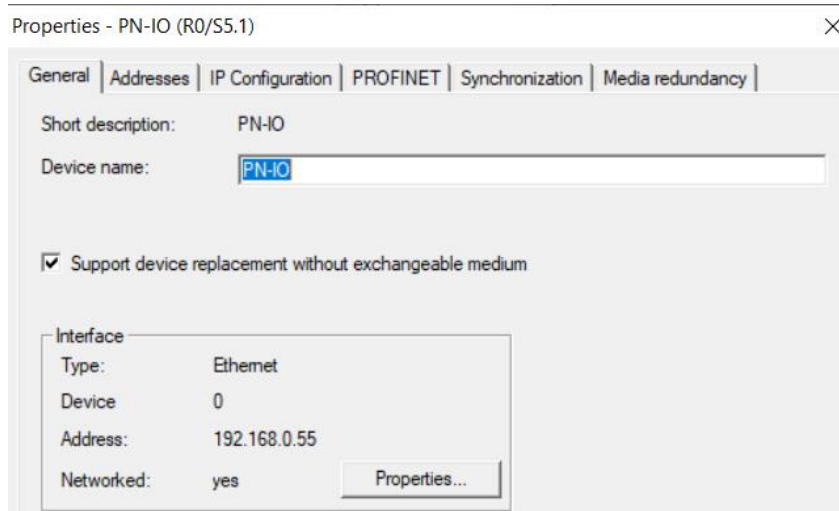 Properties - PN-IO (R0/S5.1)
General Addresses IP Configuration PROFINET Synchronization Media redundancy
Short description: PN-IO
Device name: PN-IO
Support device replacement without exchangeable medium
Interface
Type: Ethernet
Device 0
Address: 192.168.0.55
Networked: yes Properties...